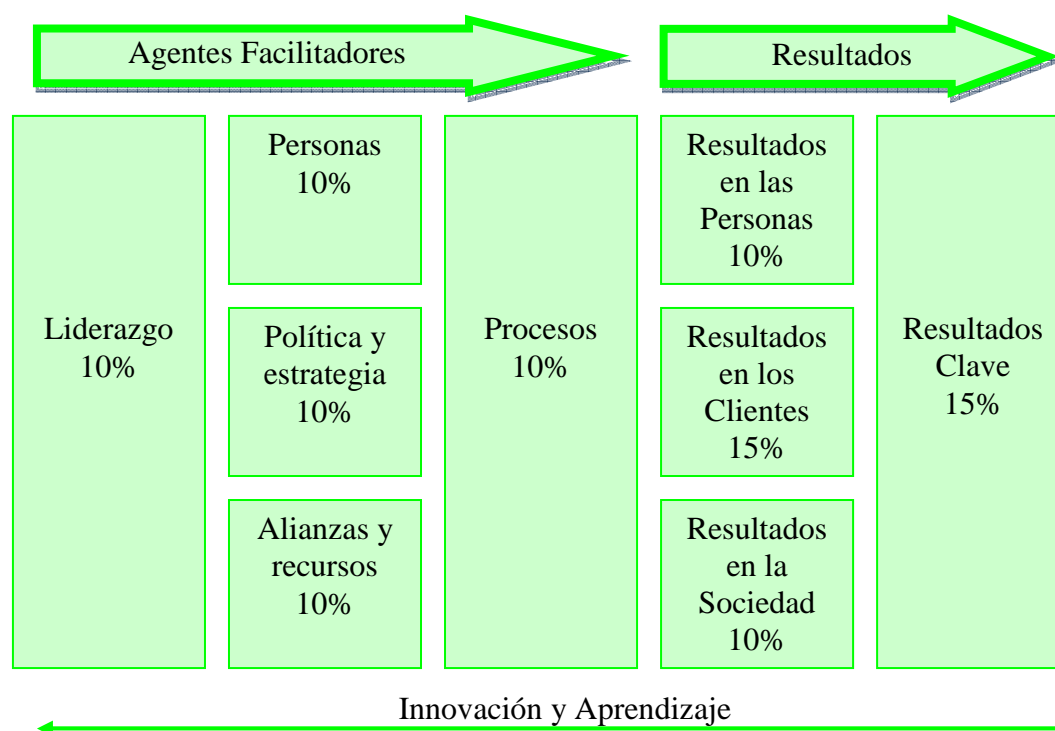 Agentes Facilitadores
Resultados
Liderazgo
10%
Personas
10%
Política y
estrategia
10%
Alianzas y
recursos
10%
Procesos
10%
Resultados
en las
Personas
10%
Resultados
en los
Clientes
15%
Resultados
en la
Sociedad
10%
Resultados
Clave
15%
Innovación y Aprendizaje